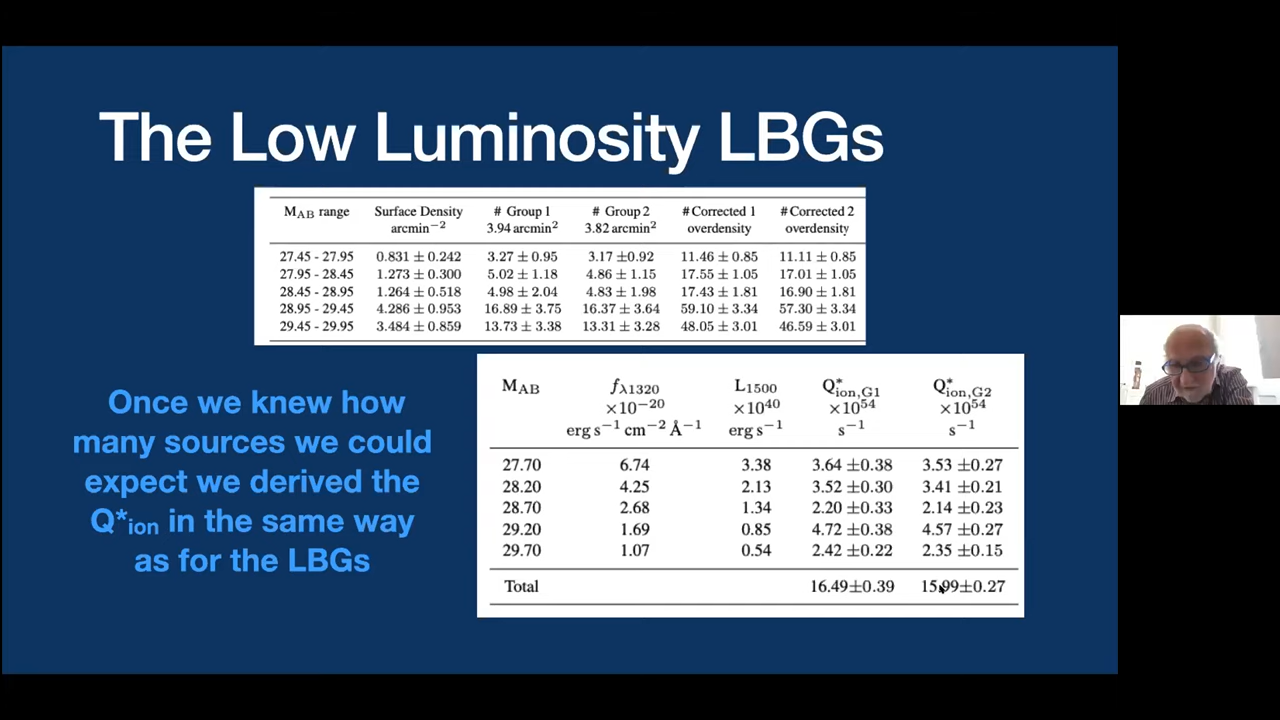 The Low Luminosity LBGs
M_AB range Surface Density # Group 1 # Group 2 # Corrected 1 # Corrected 2
arcmin⁻² 3.94 arcmin² 3.82 arcmin² overdensity overdensity
27.45 - 27.95 0.831 ± 0.242 3.27 ± 0.95 3.17 ±0.92 11.46 ± 0.85 11.11 ± 0.85
27.95 - 28.45 1.273 ± 0.300 5.02 ± 1.18 4.86 ± 1.15 17.55 ± 1.05 17.01 ± 1.05
28.45 - 28.95 1.264 ± 0.518 4.98 ± 2.04 4.83 ± 1.98 17.43 ± 1.81 16.90 ± 1.81
28.95 - 29.45 4.286 ± 0.953 16.89 ± 3.75 16.37 ± 3.64 59.10 ± 3.34 57.30 ± 3.34
29.45 - 29.95 3.484 ± 0.859 13.73 ± 3.38 13.31 ± 3.28 48.05 ± 3.01 46.59 ± 3.01
Once we knew how
many sources we could
expect we derived the
Q*ion in the same way
as for the LBGs
M_AB f_λ1320 L_1500 Q*_ion,G1 Q*_ion,G2
×10⁻²⁰ ×10⁴⁰ ×10⁵⁴ ×10⁵⁴
erg s⁻¹ cm⁻² Å⁻¹ erg s⁻¹ s⁻¹ s⁻¹
27.70 6.74 3.38 3.64 ±0.38 3.53 ±0.27
28.20 4.25 2.13 3.52 ±0.30 3.41 ±0.21
28.70 2.68 1.34 2.20 ±0.33 2.14 ±0.23
29.20 1.69 0.85 4.72 ±0.38 4.57 ±0.27
29.70 1.07 0.54 2.42 ±0.22 2.35 ±0.15
Total 16.49±0.39 15.99±0.27